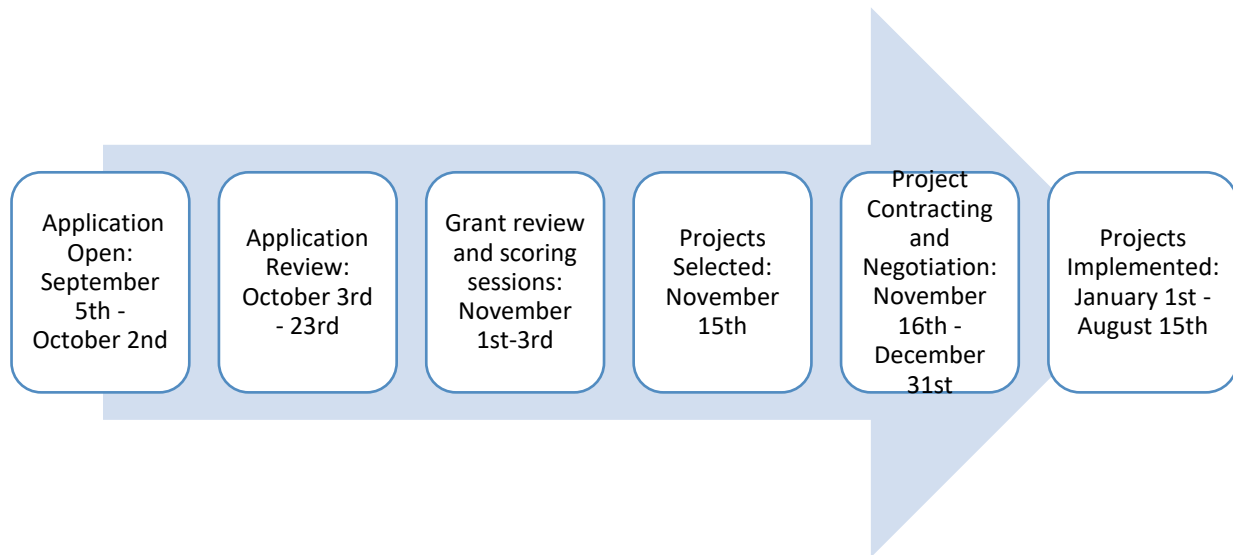 Application
Open:
September
5th -
October 2nd
Application
Review:
October 3rd
- 23rd
Grant review
and scoring
sessions:
November
1st-3rd
Projects
Selected:
November
15th
Project
Contracting
and
Negotiation:
November
16th -
December
31st
Projects
Implemented:
January 1st -
August 15th